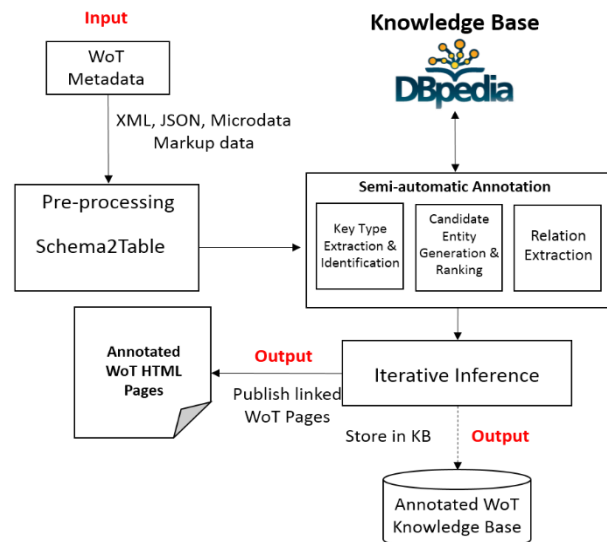 Input
WoT
Metadata
XML, JSON, Microdata
Markup data
Pre-processing
Schema2Table
Knowledge Base
DBpedia
Semi-automatic Annotation
Key Type
Extraction &
Identification
Candidate
Entity
Generation &
Ranking
Relation
Extraction
Iterative Inference
Output
Publish linked
WoT Pages
Annotated
WoT HTML
Pages
Store in KB
Output
Annotated WoT
Knowledge Base